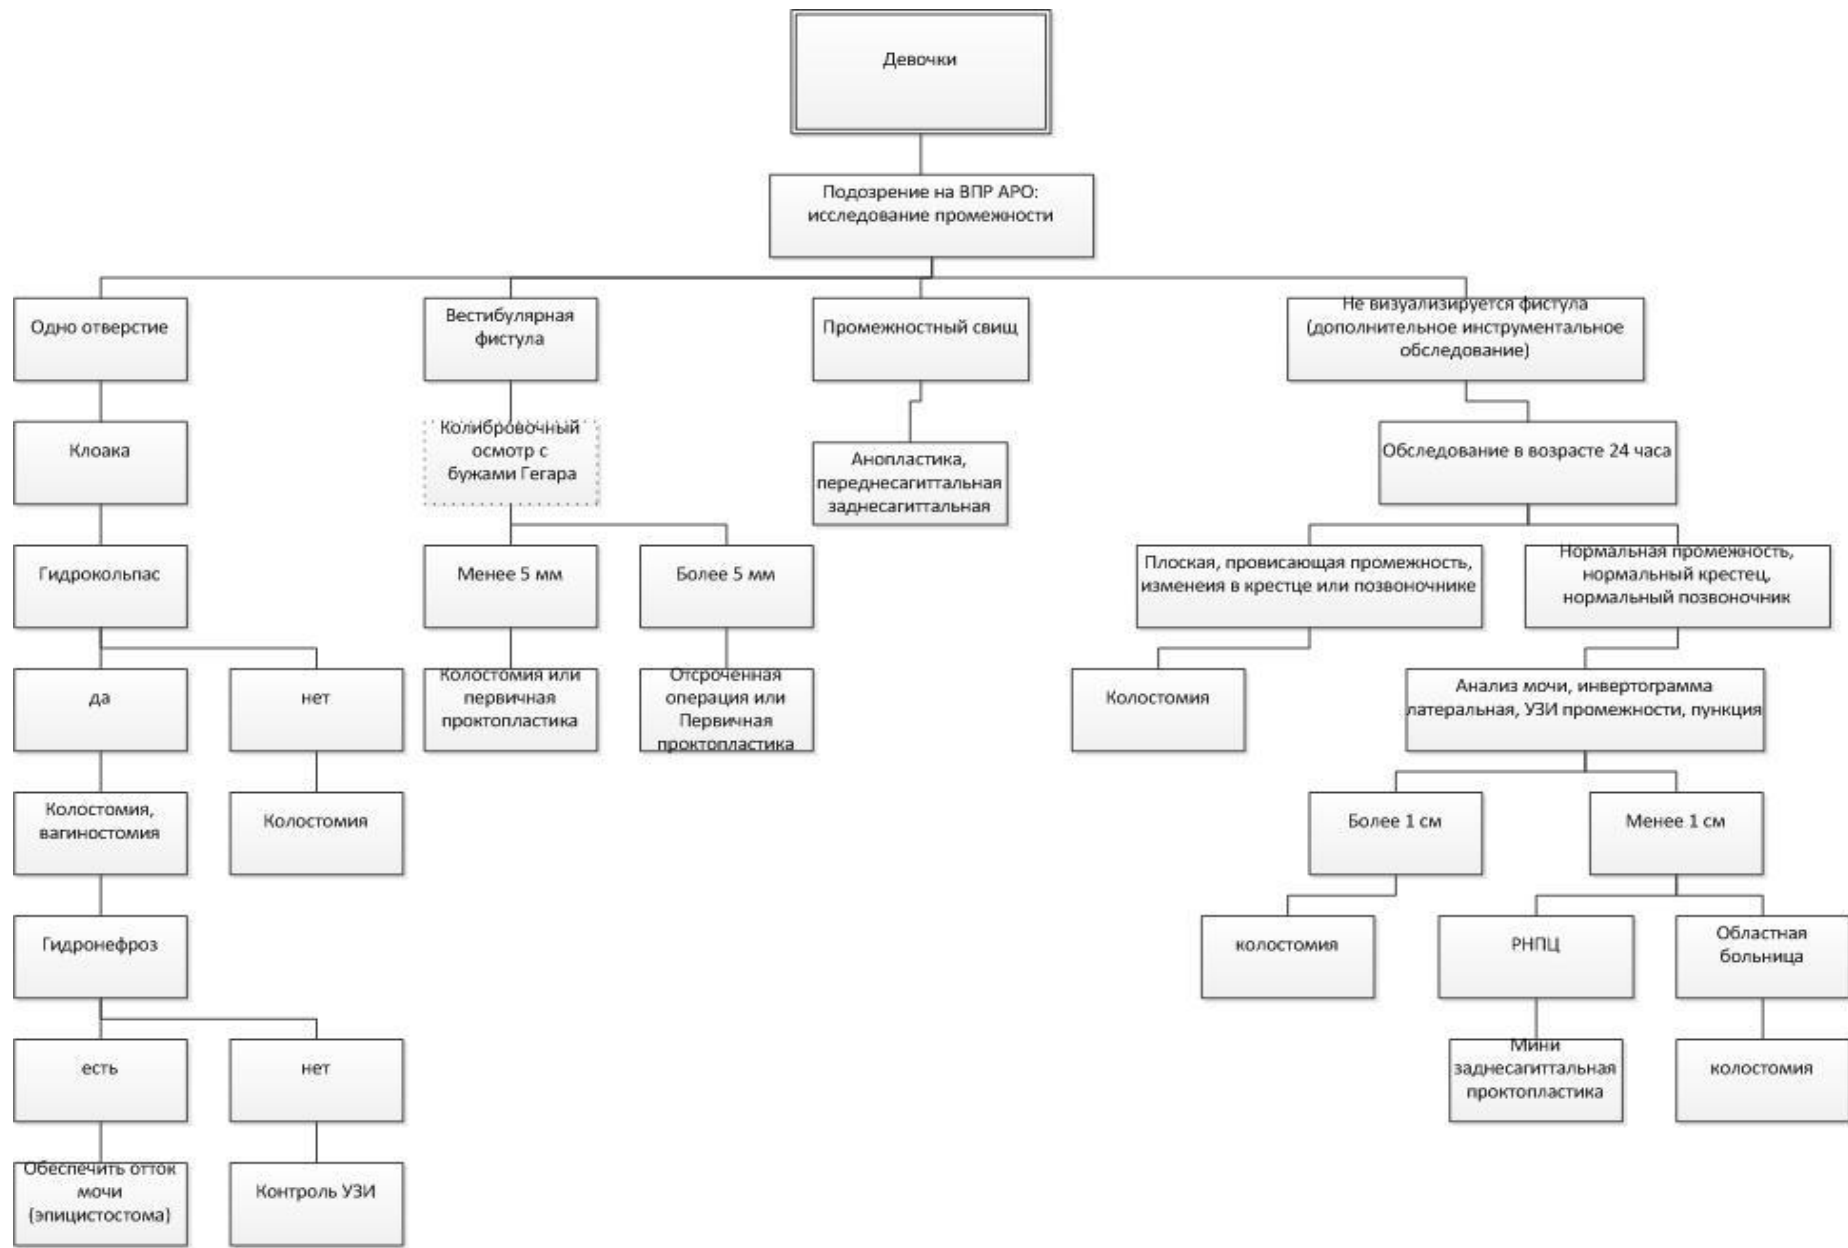 Девочки
Подозрение на ВПР АРО:
исследование промежности
Одно отверстие
Вестибулярная
фистула
Промежностный свищ
Не визуализируется фистула
(дополнительное инструментальное
обследование)
Клоака
Колибровочный
осмотр с
бужами Гегара
Анопластика,
переднесагиттальная
заднесагиттальная
Обследование в возрасте 24 часа
Гидрокольпас
Менее 5 мм
Более 5 мм
Плоская, провисающая промежность,
изменеия в крестце или позвоночнике
Нормальная промежность,
нормальный крестец,
нормальный позвоночник
да
нет
Колостомия или
первичная
проктопластика
Отсроченная
операция или
Первичная
проктопластика
Колостомия
Анализ мочи, инвертограмма
латеральная, УЗИ промежности, пункция
Колостомия,
вагиностомия
Колостомия
Более 1 см
Менее 1 см
Гидронефроз
колостомия
РНПЦ
Областная
больница
есть
нет
Мини
заднесагиттальная
проктопластика
колостомия
Обеспечить отток
мочи
(эпицистостома)
Контроль УЗИ